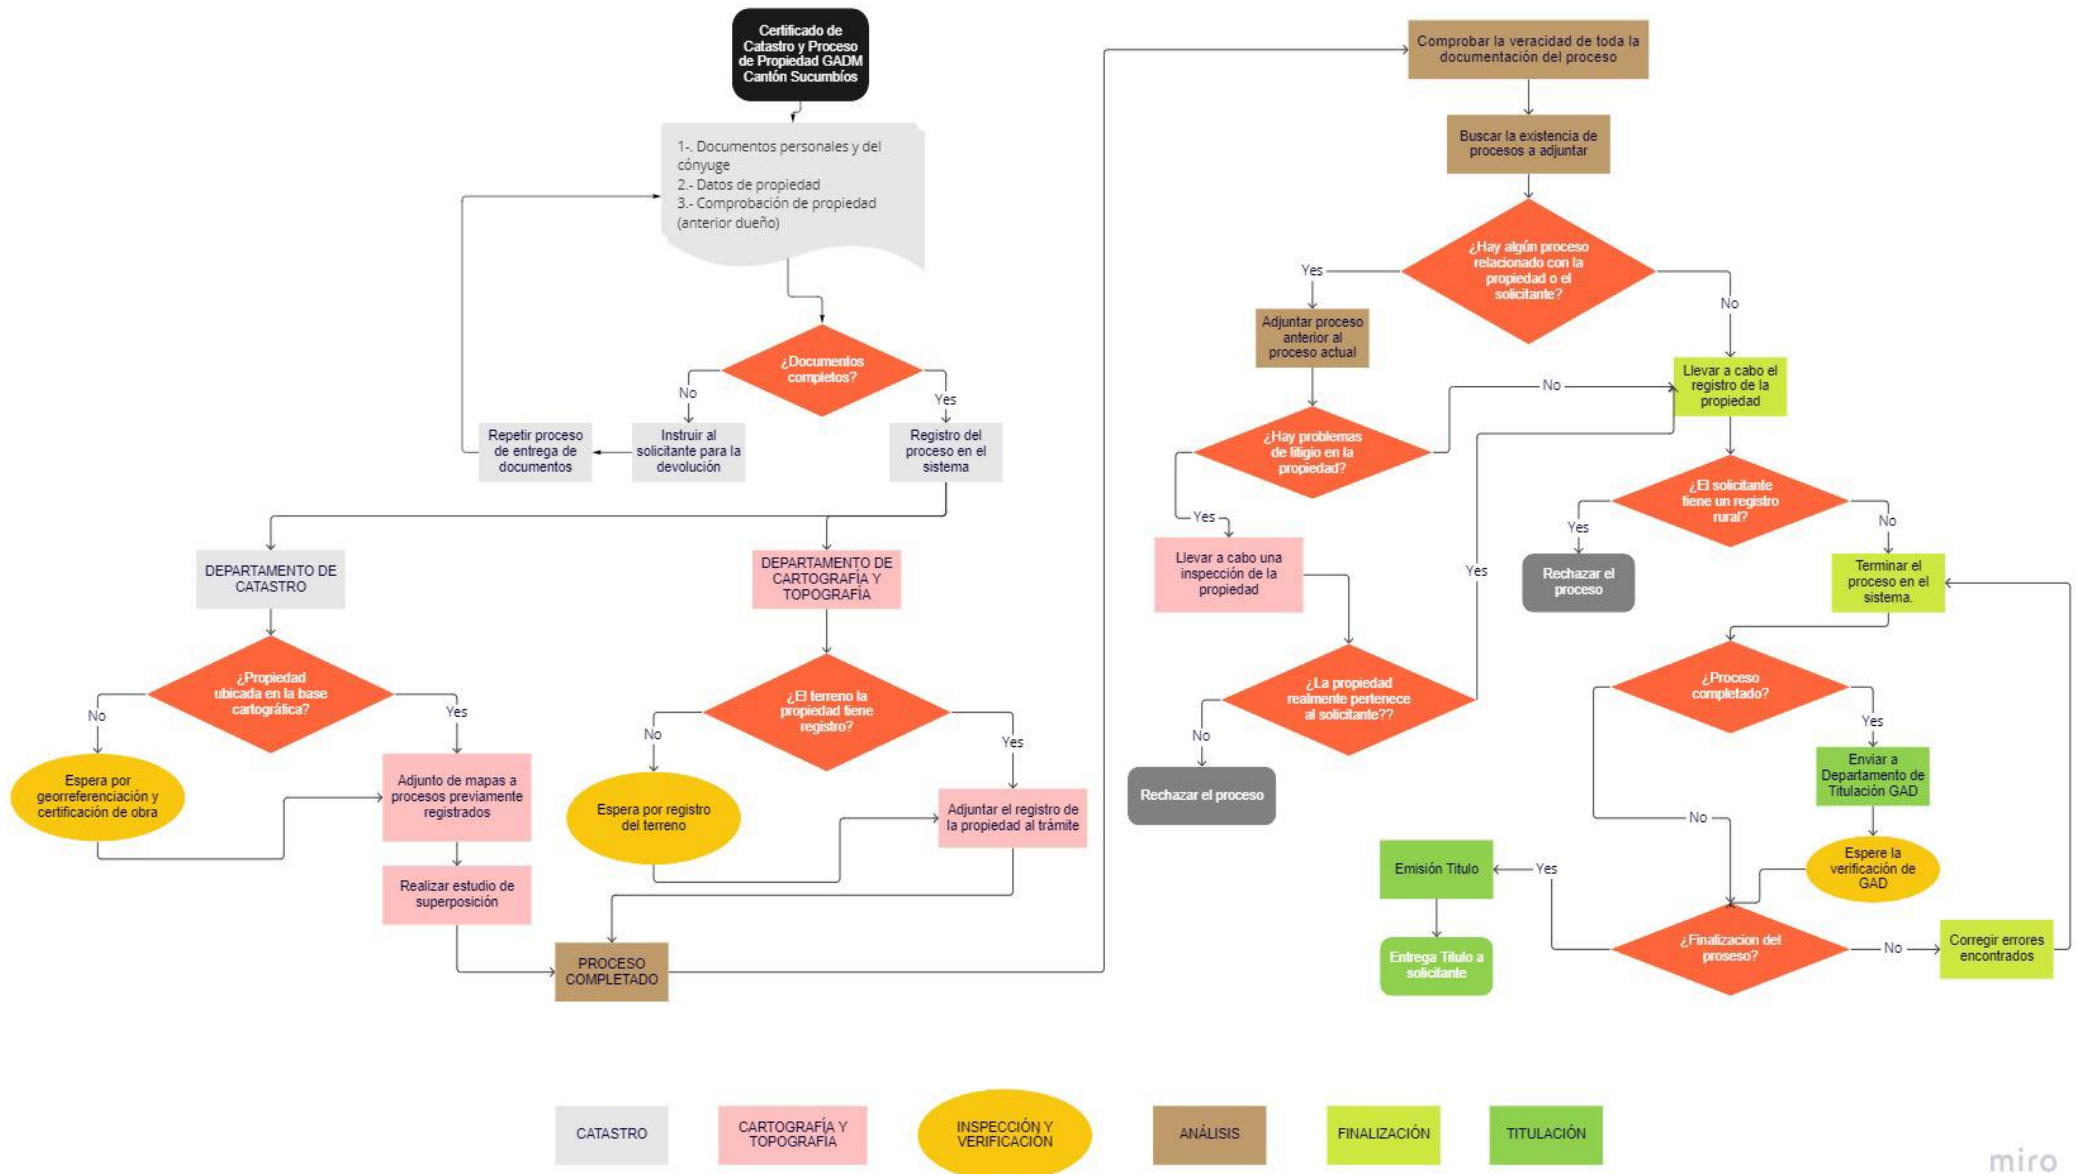 Certificado de
Catastro y Proceso
de Propiedad GADM
Cantón Sucumbíos
1-. Documentos personales y del
cónyuge
2.- Datos de propiedad
3.- Comprobación de propiedad
(anterior dueño)
¿Documentos
completos?
No
Yes
Repetir proceso
de entrega de
documentos
Instruir al
solicitante para la
devolución
Registro del
proceso en el
sistema
DEPARTAMENTO DE
CATASTRO
DEPARTAMENTO DE
CARTOGRAFÍA Y
TOPOGRAFÍA
¿Propiedad
ubicada en la base
cartográfica?
No
Yes
Espera por
georreferenciación y
certificación de obra
Adjunto de mapas a
procesos previamente
registrados
Realizar estudio de
superposición
¿El terreno la
propiedad tiene
registro?
No
Yes
Espera por registro
del terreno
Adjuntar el registro de
la propiedad al trámite
PROCESO
COMPLETADO
Comprobar la veracidad de toda la
documentación del proceso
Buscar la existencia de
procesos a adjuntar
¿Hay algún proceso
relacionado con la
propiedad o el
solicitante?
Yes
No
Adjuntar proceso
anterior al
proceso actual
Llevar a cabo el
registro de la
propiedad
¿Hay problemas
de litigio en la
propiedad?
No
Yes
Llevar a cabo una
inspección de la
propiedad
¿La propiedad
realmente pertenece
al solicitante??
Yes
No
Rechazar el proceso
¿El solicitante
tiene un registro
rural?
Yes
No
Rechazar el
proceso
Terminar el
proceso en el
sistema.
¿Proceso
completado?
Yes
No
Enviar a
Departamento de
Titulación GAD
Espere la
verificación de
GAD
¿Finalizacion del
proseso?
Yes
No
Emisión Titulo
Entrega Titulo a
solicitante
Corregir errores
encontrados
CATASTRO
CARTOGRAFÍA Y
TOPOGRAFÍA
INSPECCIÓN Y
VERIFICACIÓN
ANÁLISIS
FINALIZACIÓN
TITULACIÓN
miro